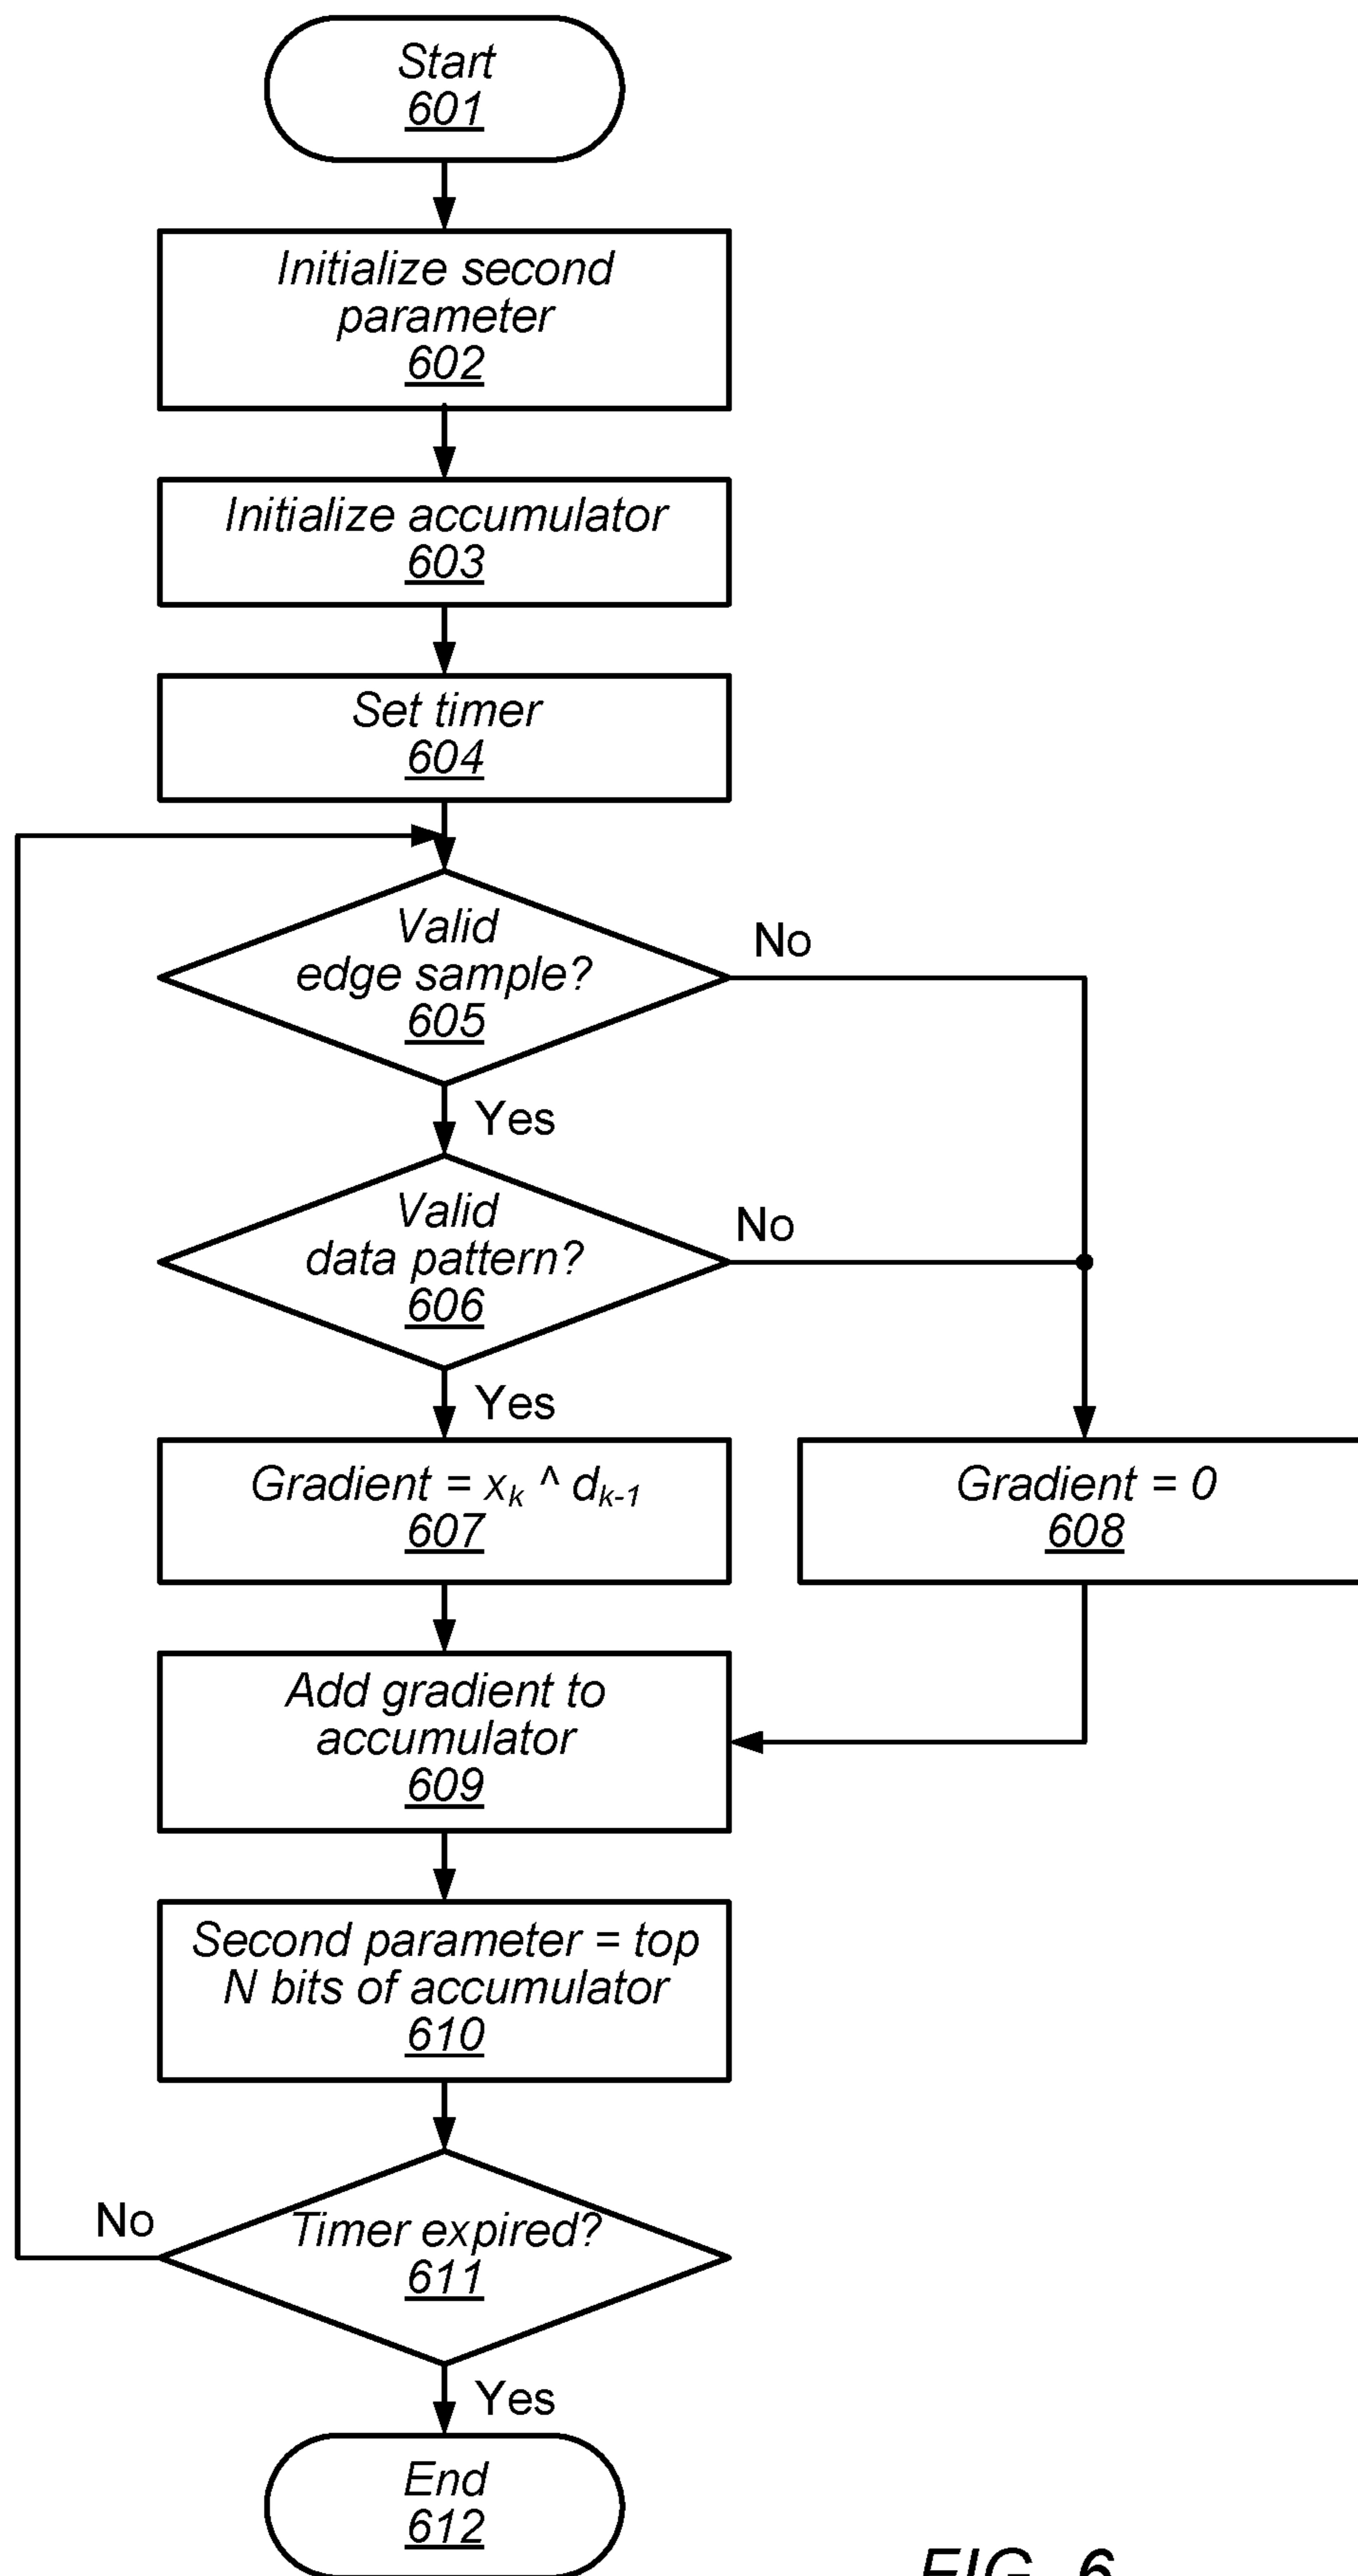 Start
601
Initialize second
parameter
602
Initialize accumulator
603
Set timer
604
Valid
edge sample?
605
No
Yes
Valid
data pattern?
606
No
Yes
Gradient = xₖ ^ dₖ₋₁
607
Gradient = 0
608
Add gradient to
accumulator
609
Second parameter = top
N bits of accumulator
610
No
Timer expired?
611
Yes
End
612
FIG. 6